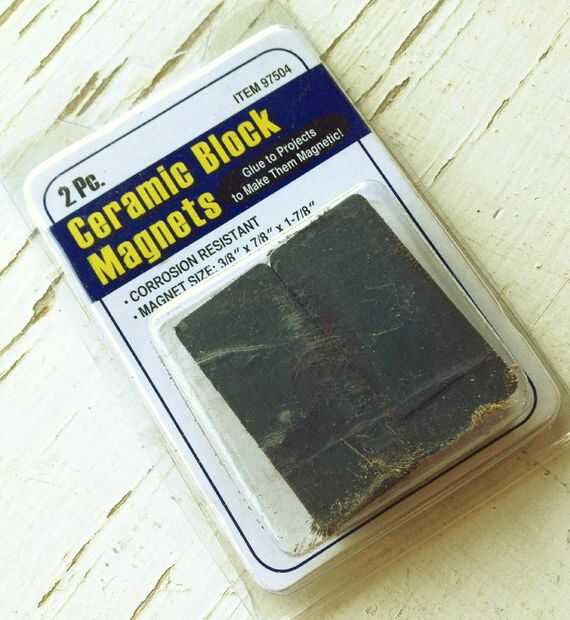 ITEM 97504
2 Pc.
Ceramic Block
Magnets
Glue to Projects
to Make Them Magnetic!
• CORROSION RESISTANT
• MAGNET SIZE: 3/8" x 7/8" x 1-7/8"